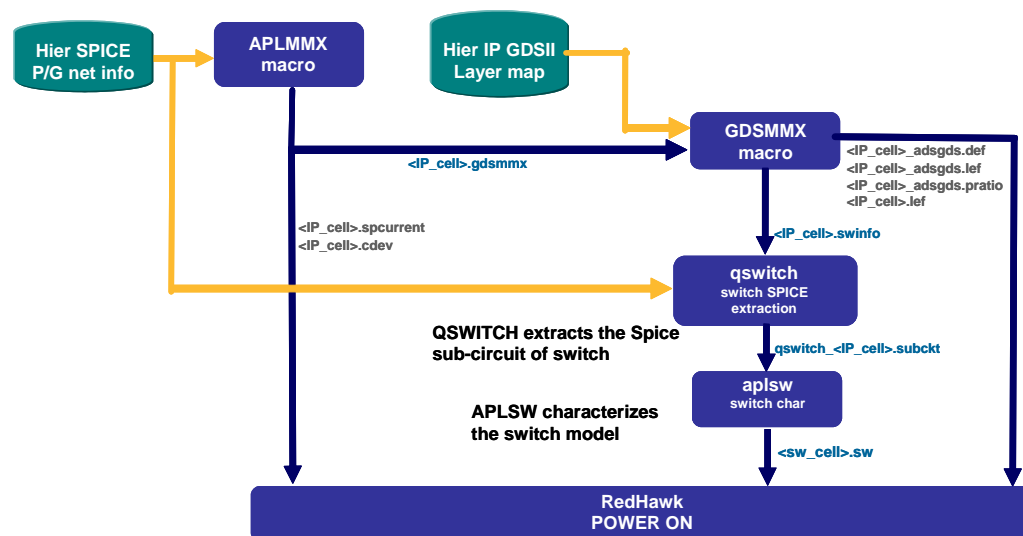 Hier SPICE
P/G net info
APLMMX
macro
Hier IP GDSII
Layer map
GDSMMX
macro
<IP_cell>.gdsmmx
<IP_cell>_adsgds.def
<IP_cell>_adsgds.lef
<IP_cell>_adsgds.pratio
<IP_cell>.lef
<IP_cell>.spcurrent
<IP_cell>.cdev
<IP_cell>.swinfo
qswitch
switch SPICE
extraction
QSWITCH extracts the Spice
sub-circuit of switch
qswitch_<IP_cell>.subckt
aplsw
switch char
APLSW characterizes
the switch model
<sw_cell>.sw
RedHawk
POWER ON